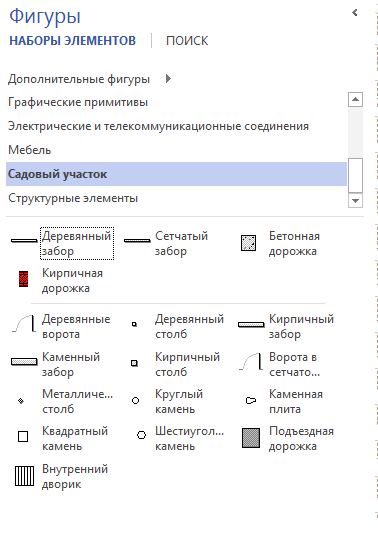 Фигуры
НАБОРЫ ЭЛЕМЕНТОВ ПОИСК
Дополнительные фигуры
Графические примитивы
Электрические и телекоммуникационные соединения
Мебель
Садовый участок
Структурные элементы
Деревянный забор
Сетчатый забор
Бетонная дорожка
Кирпичная дорожка
Деревянные ворота
Деревянный столб
Кирпичный забор
Каменный забор
Кирпичный столб
Ворота в сетчато...
Металличе... столб
Круглый камень
Каменная плита
Квадратный камень
Шестиугол... камень
Подъездная дорожка
Внутренний дворик